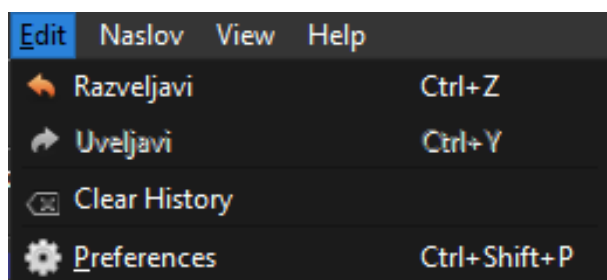 Edit Naslov View Help
Razveljavi Ctrl+Z
Uveljavi Ctrl+Y
Clear History
Preferences Ctrl+Shift+P